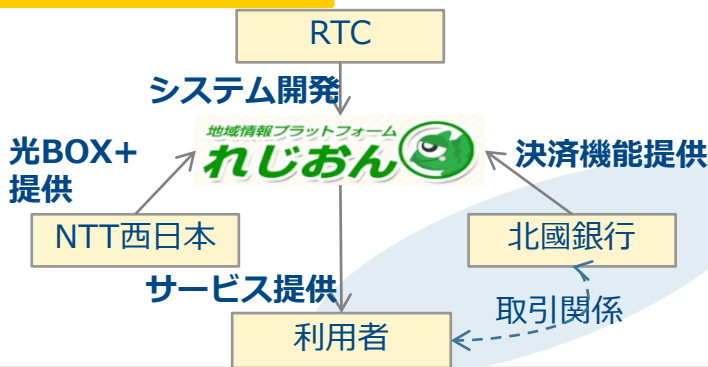 RTC
システム開発
地域情報プラットフォーム
れじおん
光BOX+
提供
決済機能提供
NTT西日本
北國銀行
サービス提供
取引関係
利用者